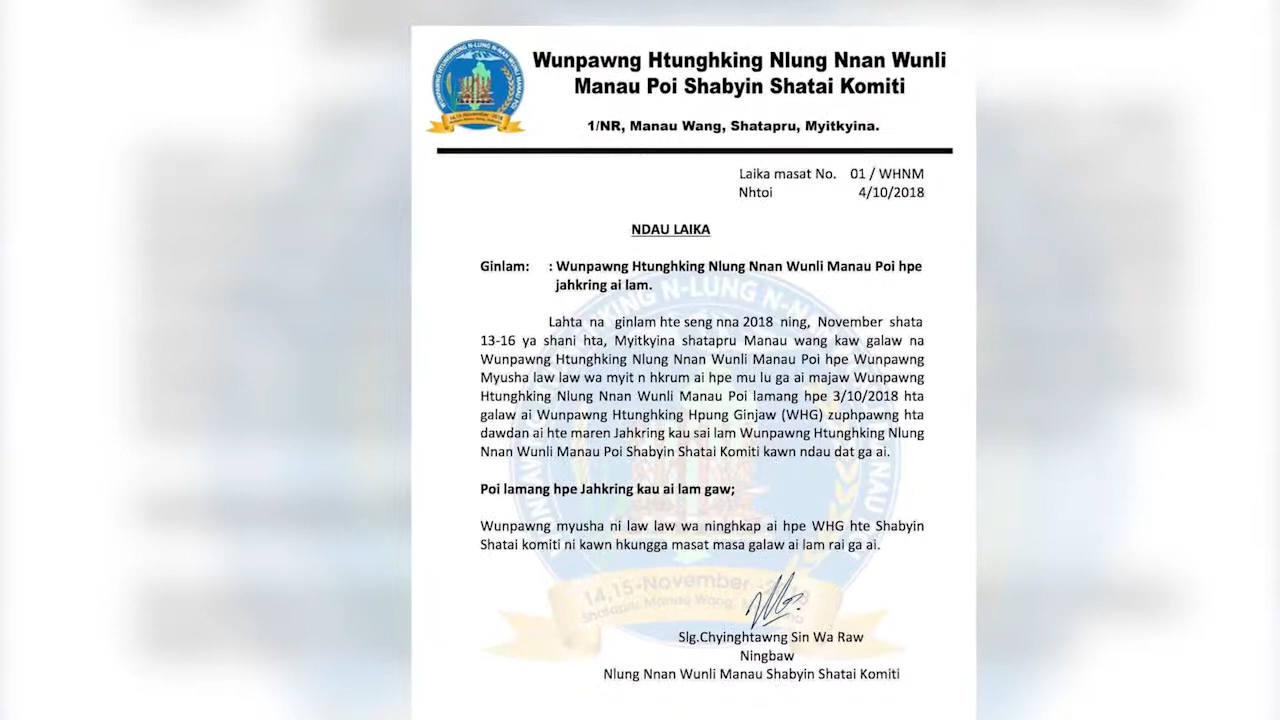 Wunpawng Htunghking Nlung Nnan Wunli
Manau Poi Shabyin Shatai Komiti
1/NR, Manau Wang, Shatapru, Myitkyina.
Laika masat No. 01 / WHNM
Nhtoi 4/10/2018
NDAU LAIKA
Ginlam: : Wunpawng Htunghking Nlung Nnan Wunli Manau Poi hpe
jahkring ai lam.
Lahta na ginlam hte seng nna 2018 ning, November shata
13-16 ya shani hta, Myitkyina shatapru Manau wang kaw galaw na
Wunpawng Htunghking Nlung Nnan Wunli Manau Poi hpe Wunpawng
Myusha law law wa myit n hkrum ai hpe mu lu ga ai majaw Wunpawng
Htunghking Nlung Nnan Wunli Manau Poi lamang hpe 3/10/2018 hta
galaw ai Wunpawng Htunghking Hpung Ginjaw (WHG) zuphpawng hta
dawdan ai hte maren Jahkring kau sai lam Wunpawng Htunghking Nlung
Nnan Wunli Manau Poi Shabyin Shatai Komiti kawn ndau dat ga ai.
Poi lamang hpe Jahkring kau ai lam gaw;
Wunpawng myusha ni law law wa ninghkap ai hpe WHG hte Shabyin
Shatai komiti ni kawn hkungga masat masa galaw ai lam rai ga ai.
14,15-November
Shatapru Manau Wang,
Slg.Chyinghtawng Sin Wa Raw
Ningbaw
Nlung Nnan Wunli Manau Shabyin Shatai Komiti